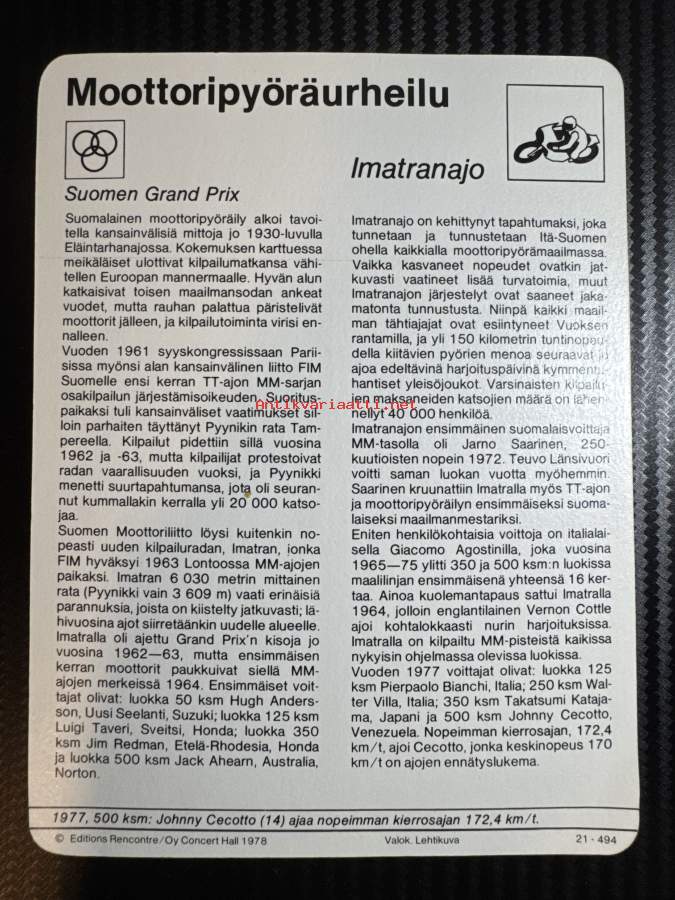 Moottoripyöräurheilu
Suomen Grand Prix
Suomalainen moottoripyöräily alkoi tavoi-
tella kansainvälisiä mittoja jo 1930-luvulla
Eläintarhanajossa. Kokemuksen karttuessa
meikäläiset ulottivat kilpailumatkansa vähi-
tellen Euroopan mannermaalle. Hyvän alun
katkaisivat toisen maailmansodan ankeat
vuodet, mutta rauhan palattua päristelivät
moottorit jälleen, ja kilpailutoiminta virisi en-
nalleen.
Vuoden 1961 syyskongressissaan Parii-
sissa myönsi alan kansainvälinen liitto FIM
Suomelle ensi kerran TT-ajon MM-sarjan
osakilpailun järjestämisoikeuden. Suoritus-
paikaksi tuli kansainväliset vaatimukset sil-
loin parhaiten täyttänyt Pyynikin rata Tam-
pereella. Kilpailut pidettiin sillä vuosina
1962 ja -63, mutta kilpailijat protestoivat
radan vaarallisuuden vuoksi, ja Pyynikki
menetti suurtapahtumansa, jota oli seuran-
nut kummallakin kerralla yli 20 000 katso-
jaa.
Suomen Moottoriliitto löysi kuitenkin no-
peasti uuden kilpailuradan, Imatran, jonka
FIM hyväksyi 1963 Lontoossa MM-ajojen
paikaksi. Imatran 6 030 metrin mittainen
rata (Pyynikki vain 3 609 m) vaati erinäisiä
parannuksia, joista on kiistelty jatkuvasti; lä-
hivuosina ajot siirretäänkin uudelle alueelle.
Imatralla oli ajettu Grand Prix'n kisoja jo
vuosina 1962—63, mutta ensimmäisen
kerran moottorit paukkuivat siellä MM-
ajojen merkeissä 1964. Ensimmäiset voit-
tajat olivat: luokka 50 ksm Hugh Anders-
son, Uusi Seelanti, Suzuki; luokka 125 ksm
Luigi Taveri, Sveitsi, Honda; luokka 350
ksm Jim Redman, Etelä-Rhodesia, Honda
ja luokka 500 ksm Jack Ahearn, Australia,
Norton.
Imatranajo
Imatranajo on kehittynyt tapahtumaksi, joka
tunnetaan ja tunnustetaan Itä-Suomen
ohella kaikkialla moottoripyörämaailmassa.
Vaikka kasvaneet nopeudet ovatkin jat-
kuvasti vaatineet lisää turvatoimia, muut
Imatranajon järjestelyt ovat saaneet jaka-
matonta tunnustusta. Niinpä kaikki maail-
man tähtiajajat ovat esiintyneet Vuoksen
rantamilla, ja yli 150 kilometrin tuntinopeu-
della kiitävien pyörien menoa seuraavat jo
ajoa edeltävinä harjoituspäivinä kymmentu-
hantiset yleisöjoukot. Varsinaisten kilpailu-
jen maksaneiden katsojien määrä on lähen-
nellyt 40 000 henkilöä.
Imatranajon ensimmäinen suomalaisvoittaja
MM-tasolla oli Jarno Saarinen, 250-
kuutioisten nopein 1972. Teuvo Länsivuori
voitti saman luokan vuotta myöhemmin.
Saarinen kruunattiin Imatralla myös TT-ajon
ja moottoripyöräilyn ensimmäiseksi suoma-
laiseksi maailmanmestariksi.
Eniten henkilökohtaisia voittoja on italialai-
sella Giacomo Agostinilla, joka vuosina
1965—75 ylitti 350 ja 500 ksm:n luokissa
maalilinjan ensimmäisenä yhteensä 16 ker-
taa. Ainoa kuolemantapaus sattui Imatralla
1964, jolloin englantilainen Vernon Cottle
ajoi kohtalokkaasti nurin harjoituksissa.
Imatralla on kilpailtu MM-pisteistä kaikissa
nykyisin ohjelmassa olevissa luokissa.
Vuoden 1977 voittajat olivat: luokka 125
ksm Pierpaolo Bianchi, Italia; 250 ksm Wal-
ter Villa, Italia; 350 ksm Takatsumi Kataja-
ma, Japani ja 500 ksm Johnny Cecotto,
Venezuela. Nopeimman kierrosajan, 172,4
km/t, ajoi Cecotto, jonka keskinopeus 170
km/t on ajojen ennätyslukema.
Antikvariaatti.net
1977, 500 ksm: Johnny Cecotto (14) ajaa nopeimman kierrosajan 172,4 km/t.
© Editions Rencontre/Oy Concert Hall 1978
Valok. Lehtikuva
21 - 494